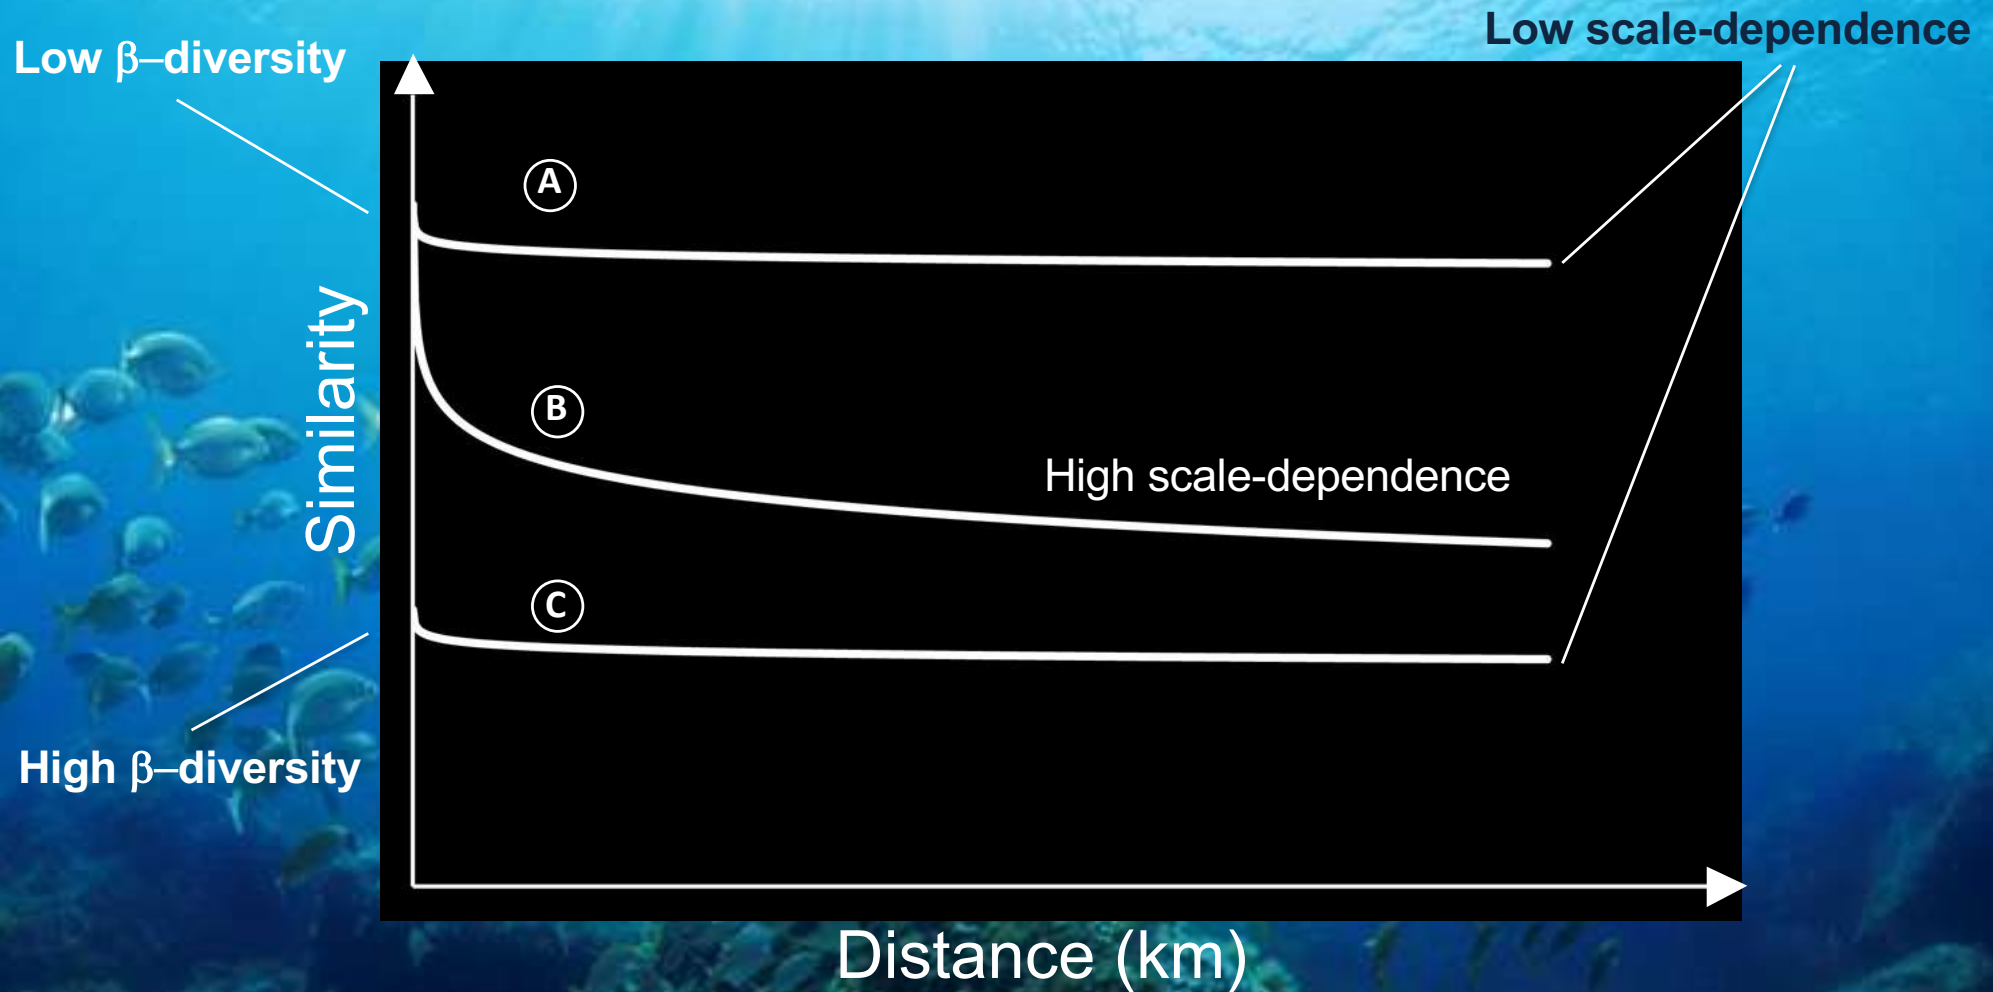 Low scale-dependence
Low β–diversity
A
Similarity
B
High scale-dependence
C
High β–diversity
Distance (km)